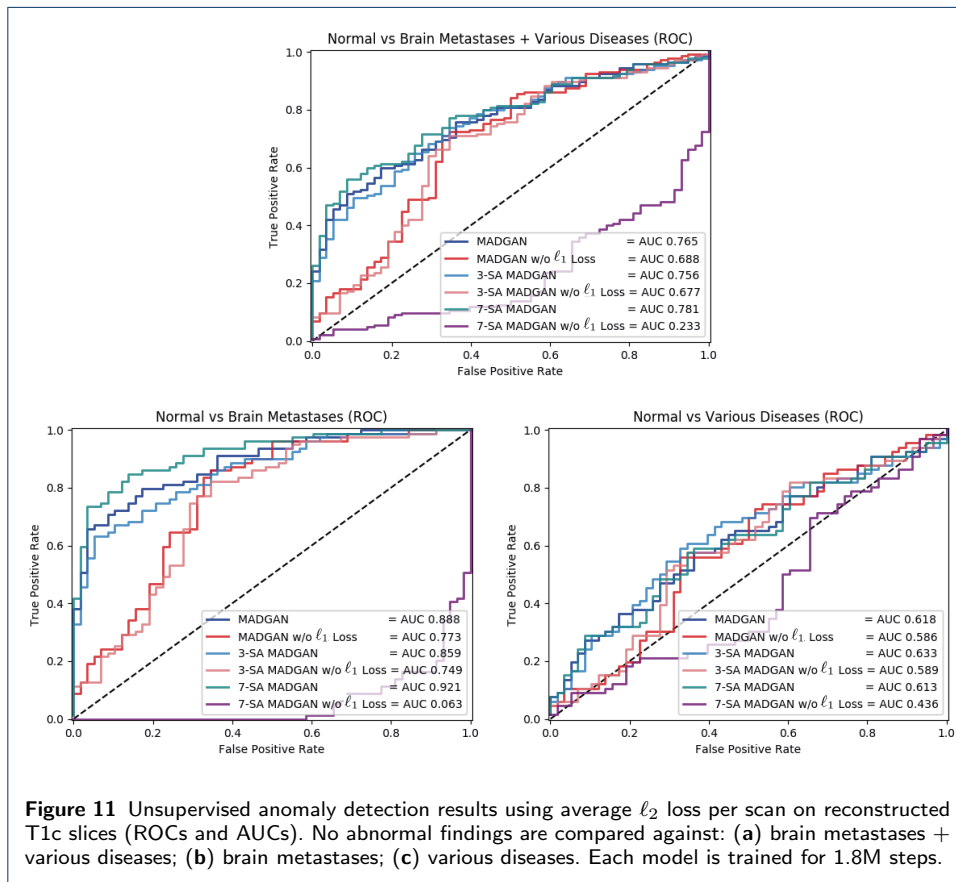 Normal vs Brain Metastases + Various Diseases (ROC)
1.0
0.8
0.6
0.4
0.2
0.0
True Positive Rate
MADGAN = AUC 0.765
MADGAN w/o ℓ1 Loss = AUC 0.688
3-SA MADGAN = AUC 0.756
3-SA MADGAN w/o ℓ1 Loss = AUC 0.677
7-SA MADGAN = AUC 0.781
7-SA MADGAN w/o ℓ1 Loss = AUC 0.233
0.0 0.2 0.4 0.6 0.8 1.0
False Positive Rate
Normal vs Brain Metastases (ROC)
1.0
0.8
0.6
0.4
0.2
0.0
True Positive Rate
MADGAN = AUC 0.888
MADGAN w/o ℓ1 Loss = AUC 0.773
3-SA MADGAN = AUC 0.859
3-SA MADGAN w/o ℓ1 Loss = AUC 0.749
7-SA MADGAN = AUC 0.921
7-SA MADGAN w/o ℓ1 Loss = AUC 0.063
0.0 0.2 0.4 0.6 0.8 1.0
False Positive Rate
Normal vs Various Diseases (ROC)
1.0
0.8
0.6
0.4
0.2
0.0
True Positive Rate
MADGAN = AUC 0.618
MADGAN w/o ℓ1 Loss = AUC 0.586
3-SA MADGAN = AUC 0.633
3-SA MADGAN w/o ℓ1 Loss = AUC 0.589
7-SA MADGAN = AUC 0.613
7-SA MADGAN w/o ℓ1 Loss = AUC 0.436
0.0 0.2 0.4 0.6 0.8 1.0
False Positive Rate
Figure 11 Unsupervised anomaly detection results using average ℓ2 loss per scan on reconstructed
T1c slices (ROCs and AUCs). No abnormal findings are compared against: (a) brain metastases +
various diseases; (b) brain metastases; (c) various diseases. Each model is trained for 1.8M steps.